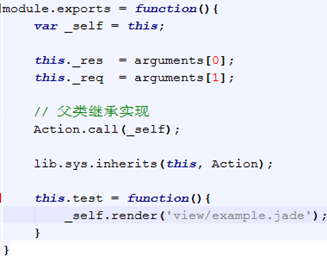 module.exports = function(){
var _self = this;
this._res = arguments[0];
this._req = arguments[1];
// 父类继承实现
Action.call(_self);
lib.sys.inherits(this, Action);
this.test = function(){
_self.render('view/example.jade');
}
}